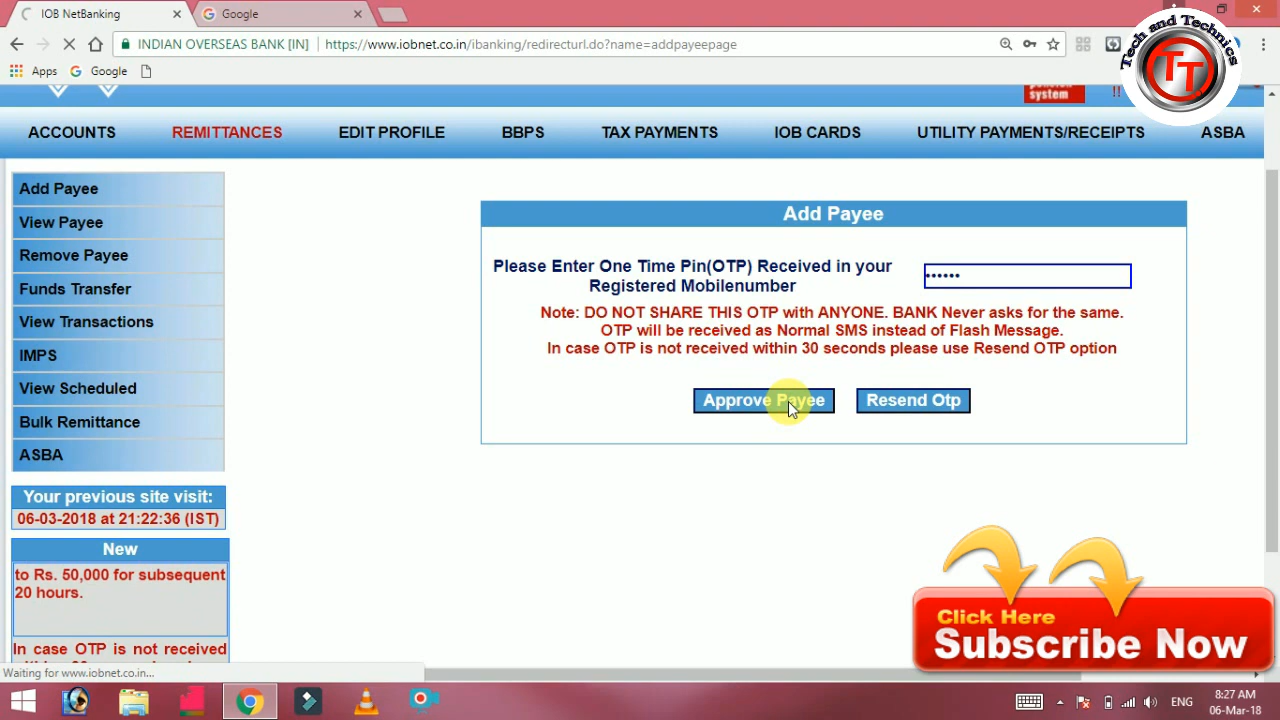 IOB NetBanking
Google
INDIAN OVERSEAS BANK [IN]
https://www.iobnet.co.in/ibanking/redirecturl.do?name=addpayeepage
Apps
Google
system
!!
Tech and Technics
TT
ACCOUNTS
REMITTANCES
EDIT PROFILE
BBPS
TAX PAYMENTS
IOB CARDS
UTILITY PAYMENTS/RECEIPTS
ASBA
Add Payee
View Payee
Remove Payee
Funds Transfer
View Transactions
IMPS
View Scheduled
Bulk Remittance
ASBA
Add Payee
Please Enter One Time Pin(OTP) Received in your
Registered Mobilenumber
••••••
Note: DO NOT SHARE THIS OTP with ANYONE. BANK Never asks for the same.
OTP will be received as Normal SMS instead of Flash Message.
In case OTP is not received within 30 seconds please use Resend OTP option
Approve Payee
Resend Otp
Your previous site visit:
06-03-2018 at 21:22:36 (IST)
New
to Rs. 50,000 for subsequent
20 hours.
In case OTP is not received
Click Here
Subscribe Now
Waiting for www.iobnet.co.in...
ENG
8:27 AM
06-Mar-18